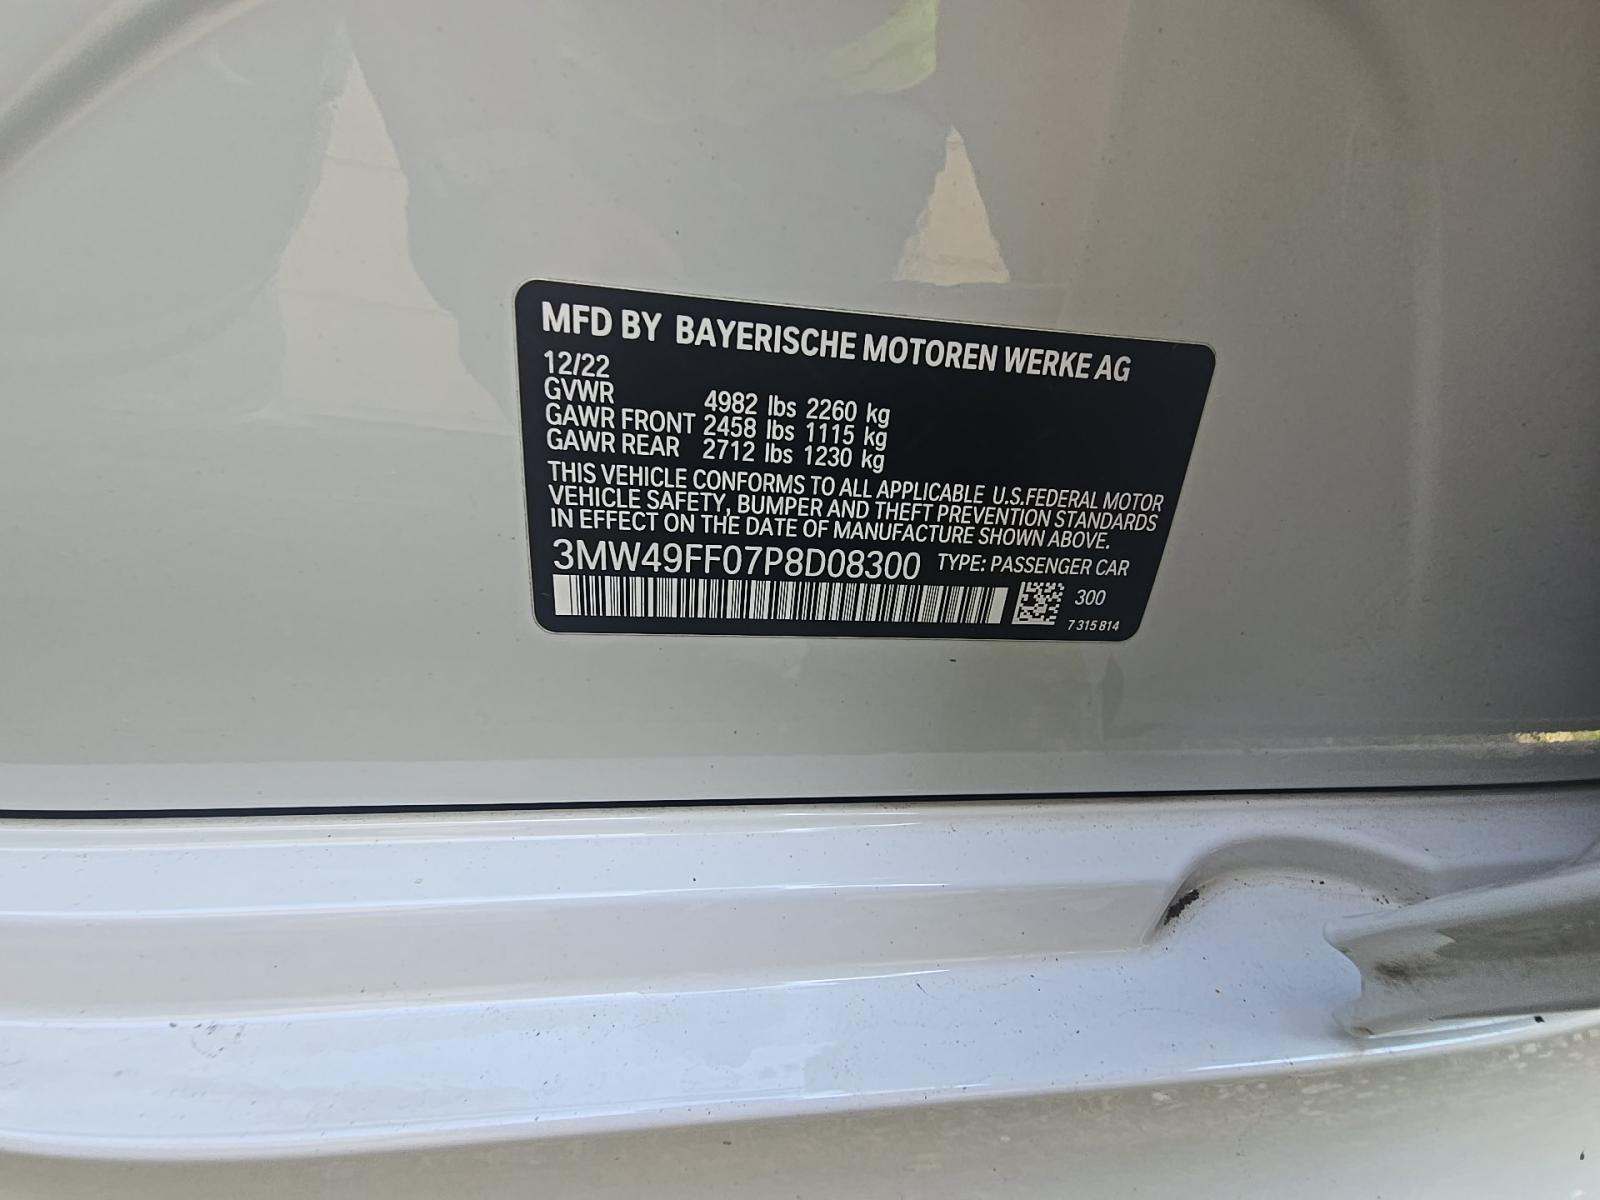 MFD BY BAYERISCHE MOTOREN WERKE AG
12/22
GVWR 4982 lbs 2260 kg
GAWR FRONT 2458 lbs 1115 kg
GAWR REAR 2712 lbs 1230 kg
THIS VEHICLE CONFORMS TO ALL APPLICABLE U.S.FEDERAL MOTOR
VEHICLE SAFETY, BUMPER AND THEFT PREVENTION STANDARDS
IN EFFECT ON THE DATE OF MANUFACTURE SHOWN ABOVE.
3MW49FF07P8D08300 TYPE: PASSENGER CAR
300
7 315 814